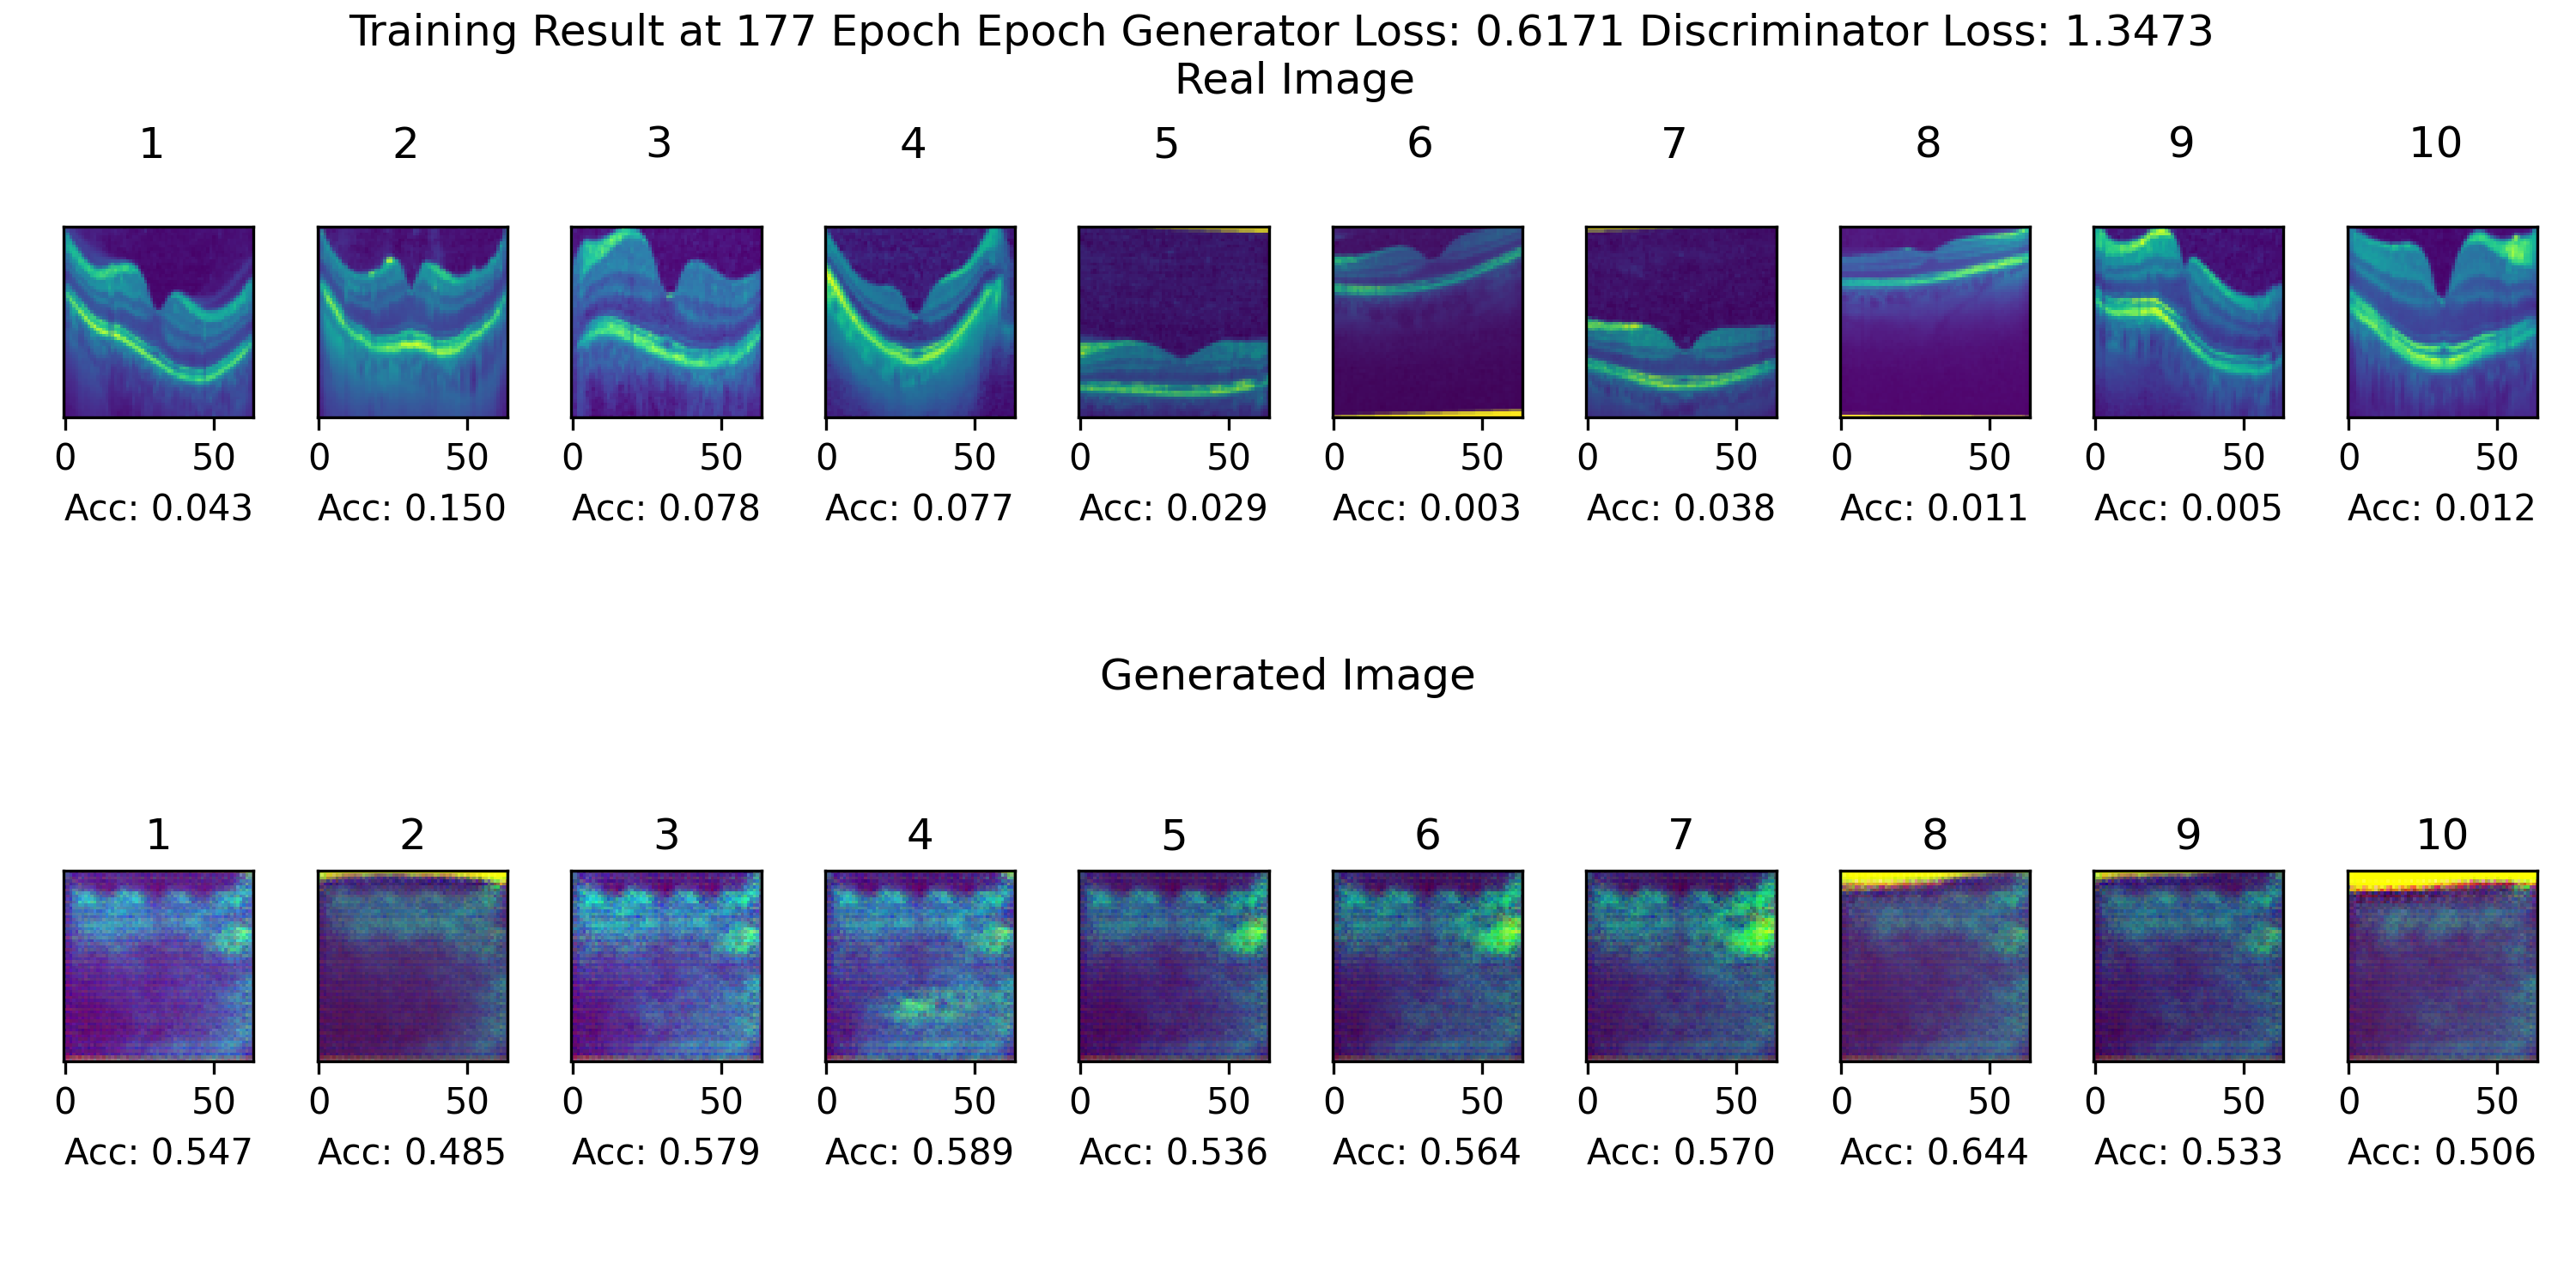 Training Result at 177 Epoch Epoch Generator Loss: 0.6171 Discriminator Loss: 1.3473
Real Image
1 2 3 4 5 6 7 8 9 10
0 50 0 50 0 50 0 50 0 50 0 50 0 50 0 50 0 50 0 50
Acc: 0.043 Acc: 0.150 Acc: 0.078 Acc: 0.077 Acc: 0.029 Acc: 0.003 Acc: 0.038 Acc: 0.011 Acc: 0.005 Acc: 0.012
Generated Image
1 2 3 4 5 6 7 8 9 10
0 50 0 50 0 50 0 50 0 50 0 50 0 50 0 50 0 50 0 50
Acc: 0.547 Acc: 0.485 Acc: 0.579 Acc: 0.589 Acc: 0.536 Acc: 0.564 Acc: 0.570 Acc: 0.644 Acc: 0.533 Acc: 0.506